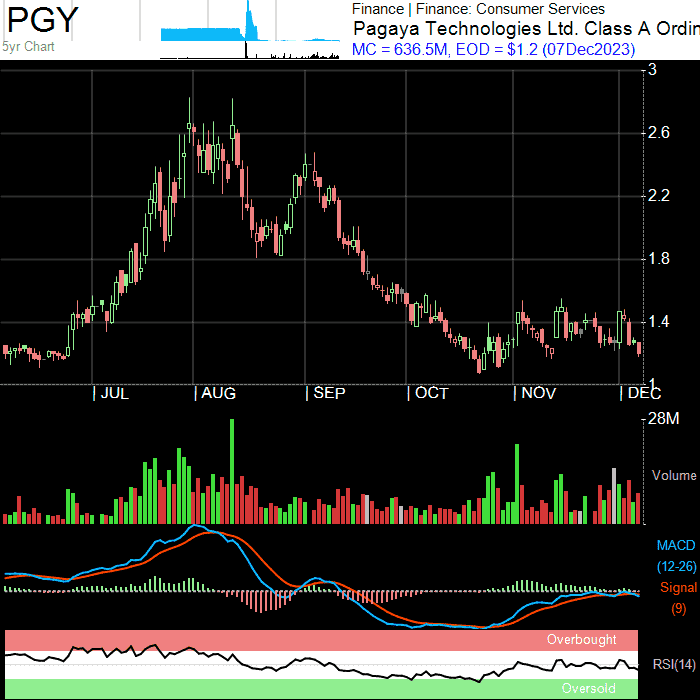 PGY
5yr Chart
Finance | Finance: Consumer Services
Pagaya Technologies Ltd. Class A Ordin
MC = 636.5M, EOD = $1.2 (07Dec2023)
3
2.6
2.2
1.8
1.4
1
JUL AUG SEP OCT NOV DEC
28M
Volume
MACD
(12-26)
Signal
(9)
Overbought
RSI(14)
Oversold